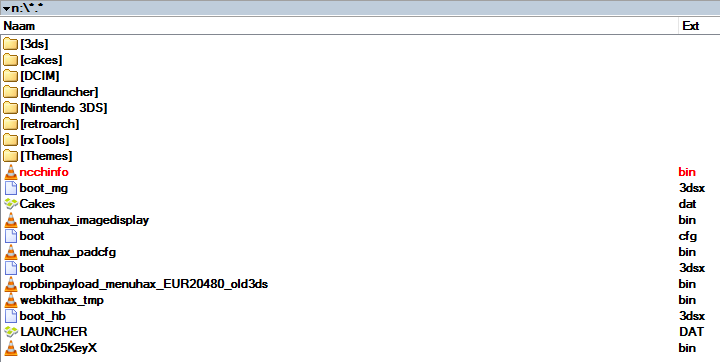 n:\*.*
Naam Ext
[3ds]
[cakes]
[DCIM]
[gridlauncher]
[Nintendo 3DS]
[retroarch]
[rxTools]
[Themes]
ncchinfo bin
boot_mg 3dsx
Cakes dat
menuhax_imagedisplay bin
boot cfg
menuhax_padcfg bin
boot 3dsx
ropbinpayload_menuhax_EUR20480_old3ds bin
webkithax_tmp bin
boot_hb 3dsx
LAUNCHER DAT
slot0x25KeyX bin